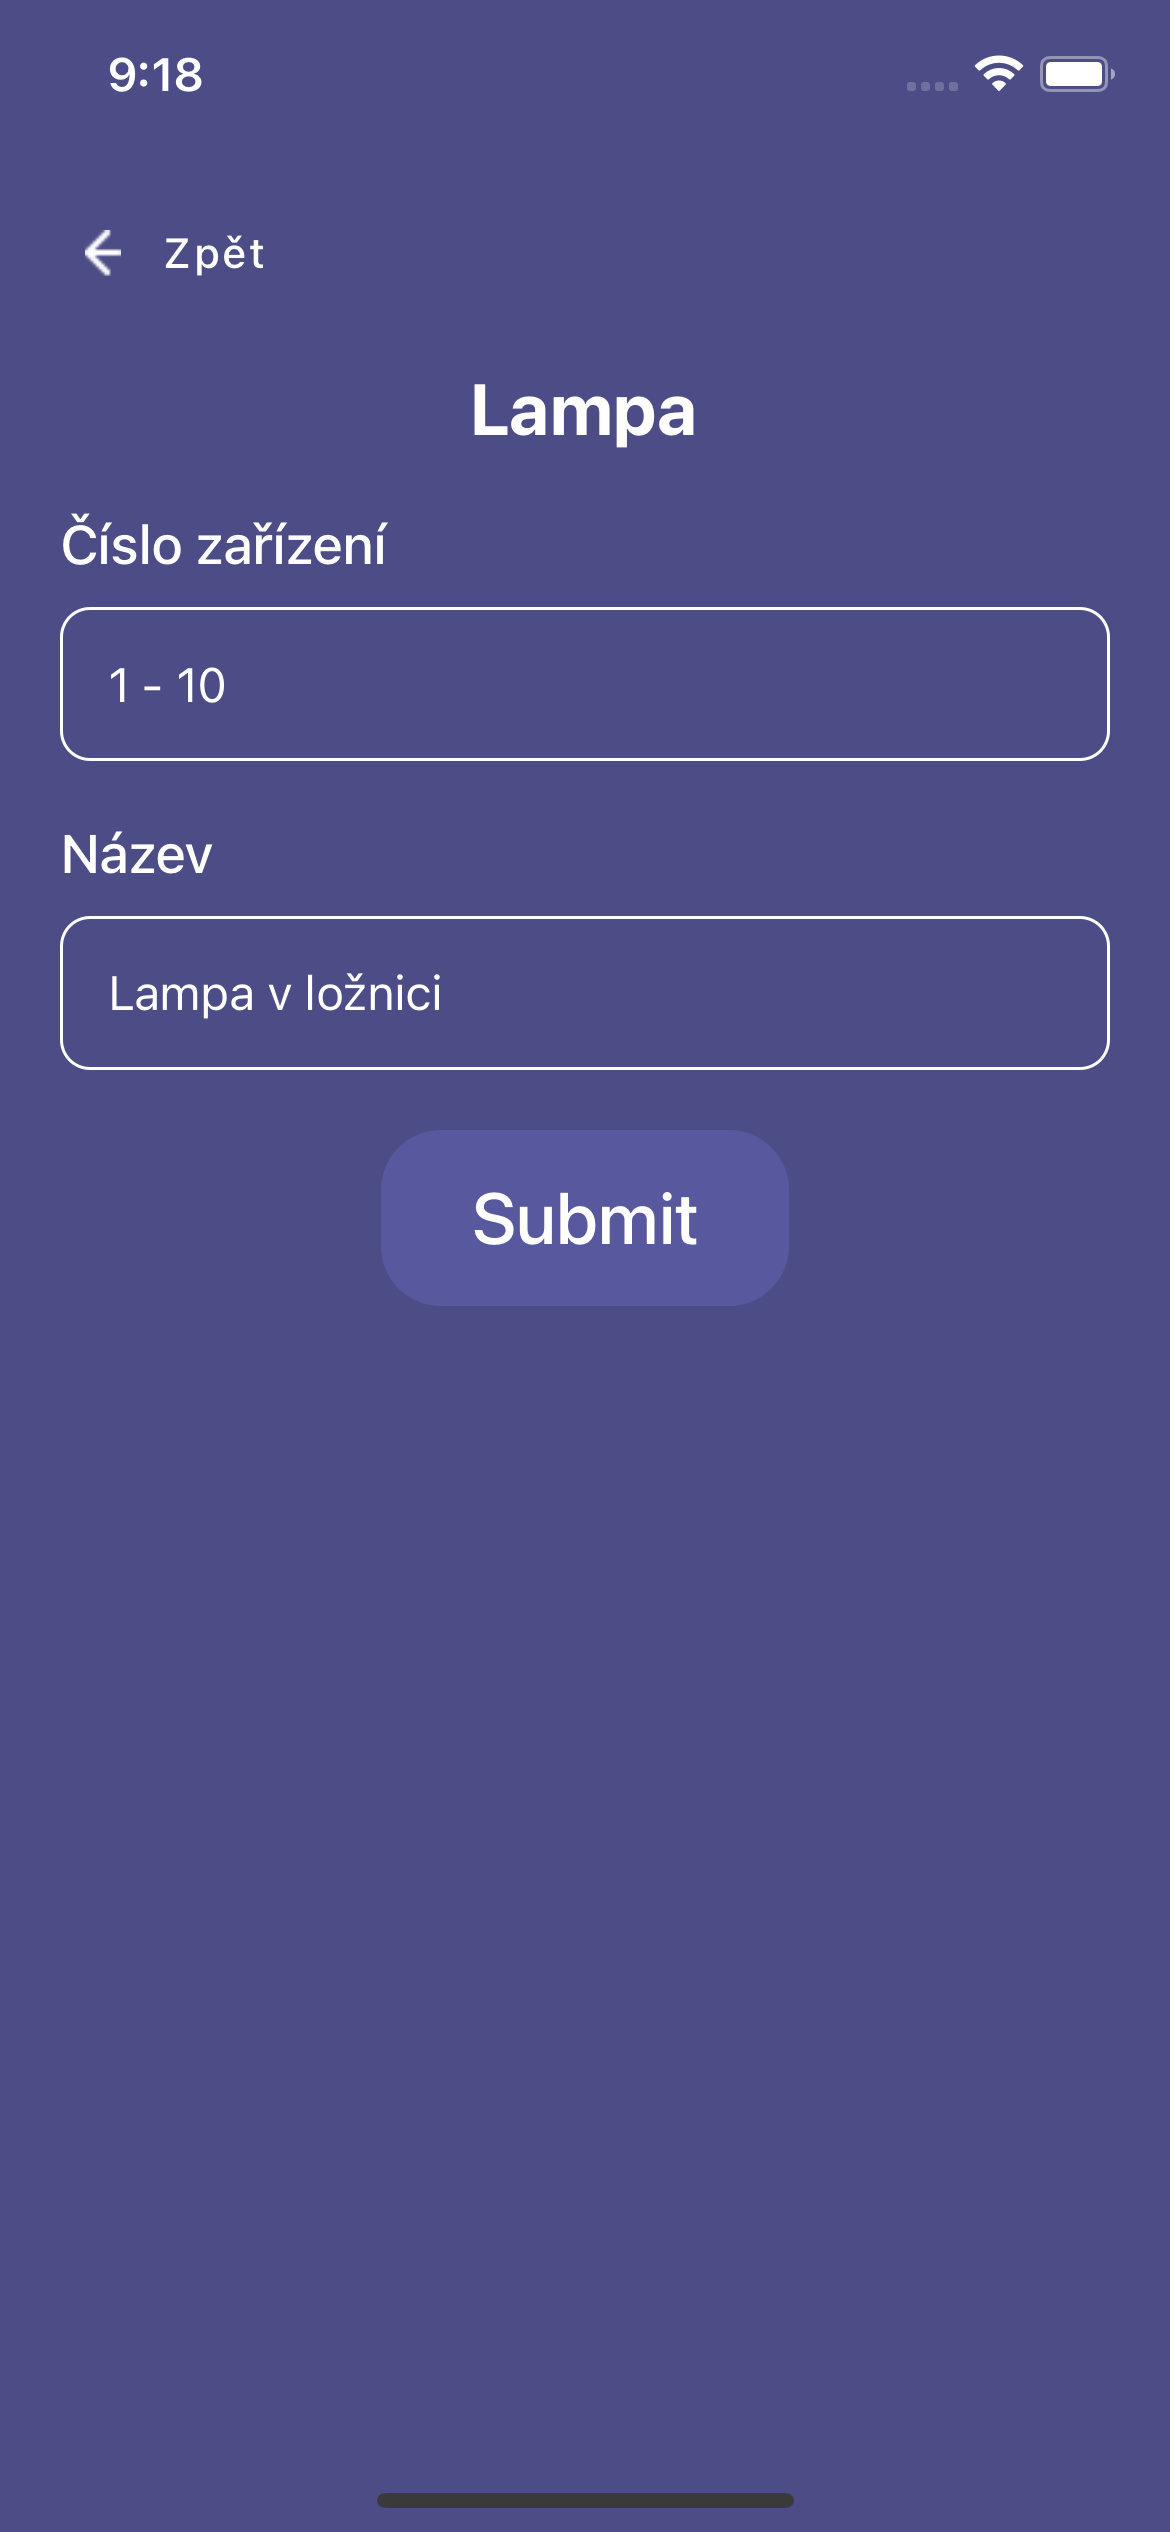 9:18
Zpět
Lampa
Číslo zařízení
1 - 10
Název
Lampa v ložnici
Submit